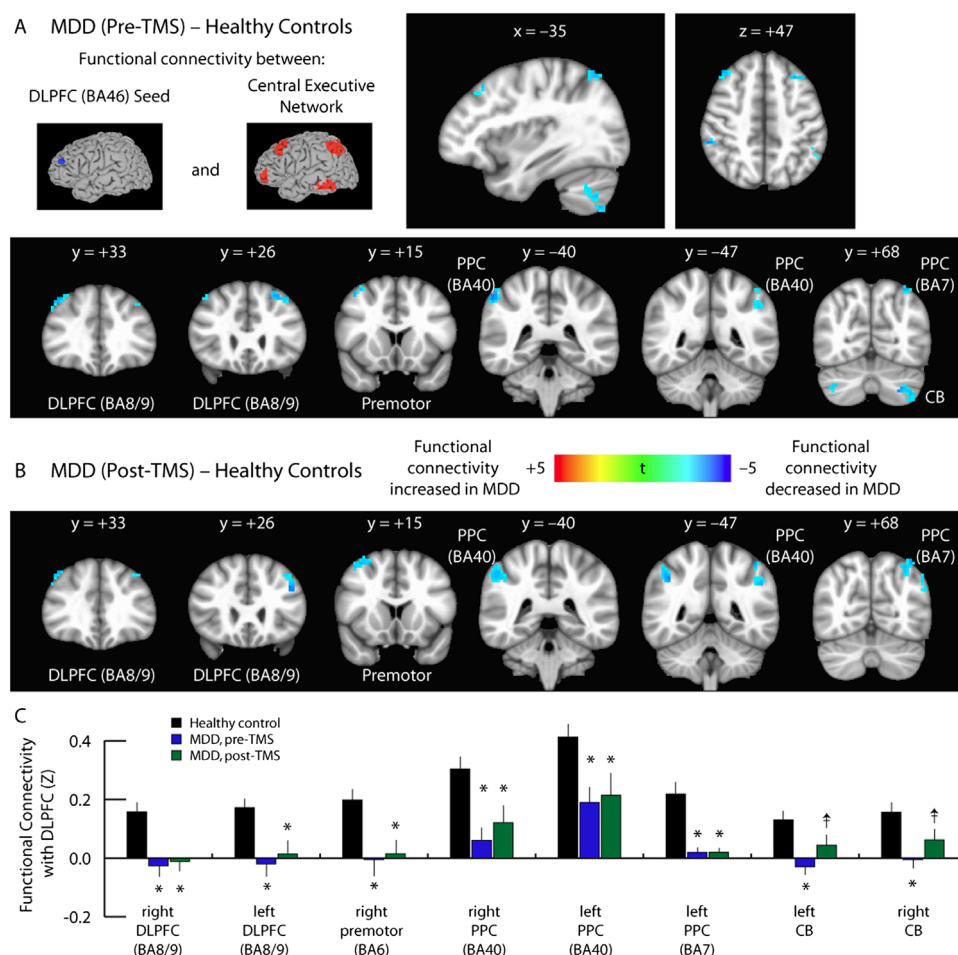 A MDD (Pre-TMS) – Healthy Controls
Functional connectivity between:
DLPFC (BA46) Seed
and
Central Executive
Network
x = –35
z = +47
y = +33
y = +26
y = +15
PPC
(BA40)
y = –40
y = –47
PPC
(BA40)
y = +68
PPC
(BA7)
DLPFC (BA8/9)
DLPFC (BA8/9)
Premotor
CB
B MDD (Post-TMS) – Healthy Controls
Functional
connectivity
increased in MDD
+5
t
–5
Functional
connectivity
decreased in MDD
y = +33
y = +26
y = +15
PPC
(BA40)
y = –40
y = –47
PPC
(BA40)
y = +68
PPC
(BA7)
DLPFC (BA8/9)
DLPFC (BA8/9)
Premotor
C
Healthy control
MDD, pre-TMS
MDD, post-TMS
Functional Connectivity
with DLPFC (Z)
0.4
0.2
0.0
-0.2
* * * * * * * * * * * ‡ * ‡ *
right
DLPFC
(BA8/9)
left
DLPFC
(BA8/9)
right
premotor
(BA6)
right
PPC
(BA40)
left
PPC
(BA40)
left
PPC
(BA7)
left
CB
right
CB